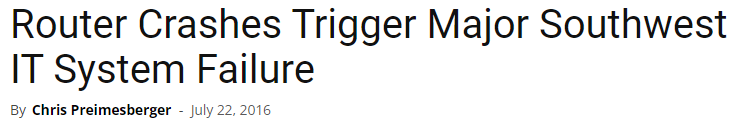 Router Crashes Trigger Major Southwest
IT System Failure
By Chris Preimesberger - July 22, 2016